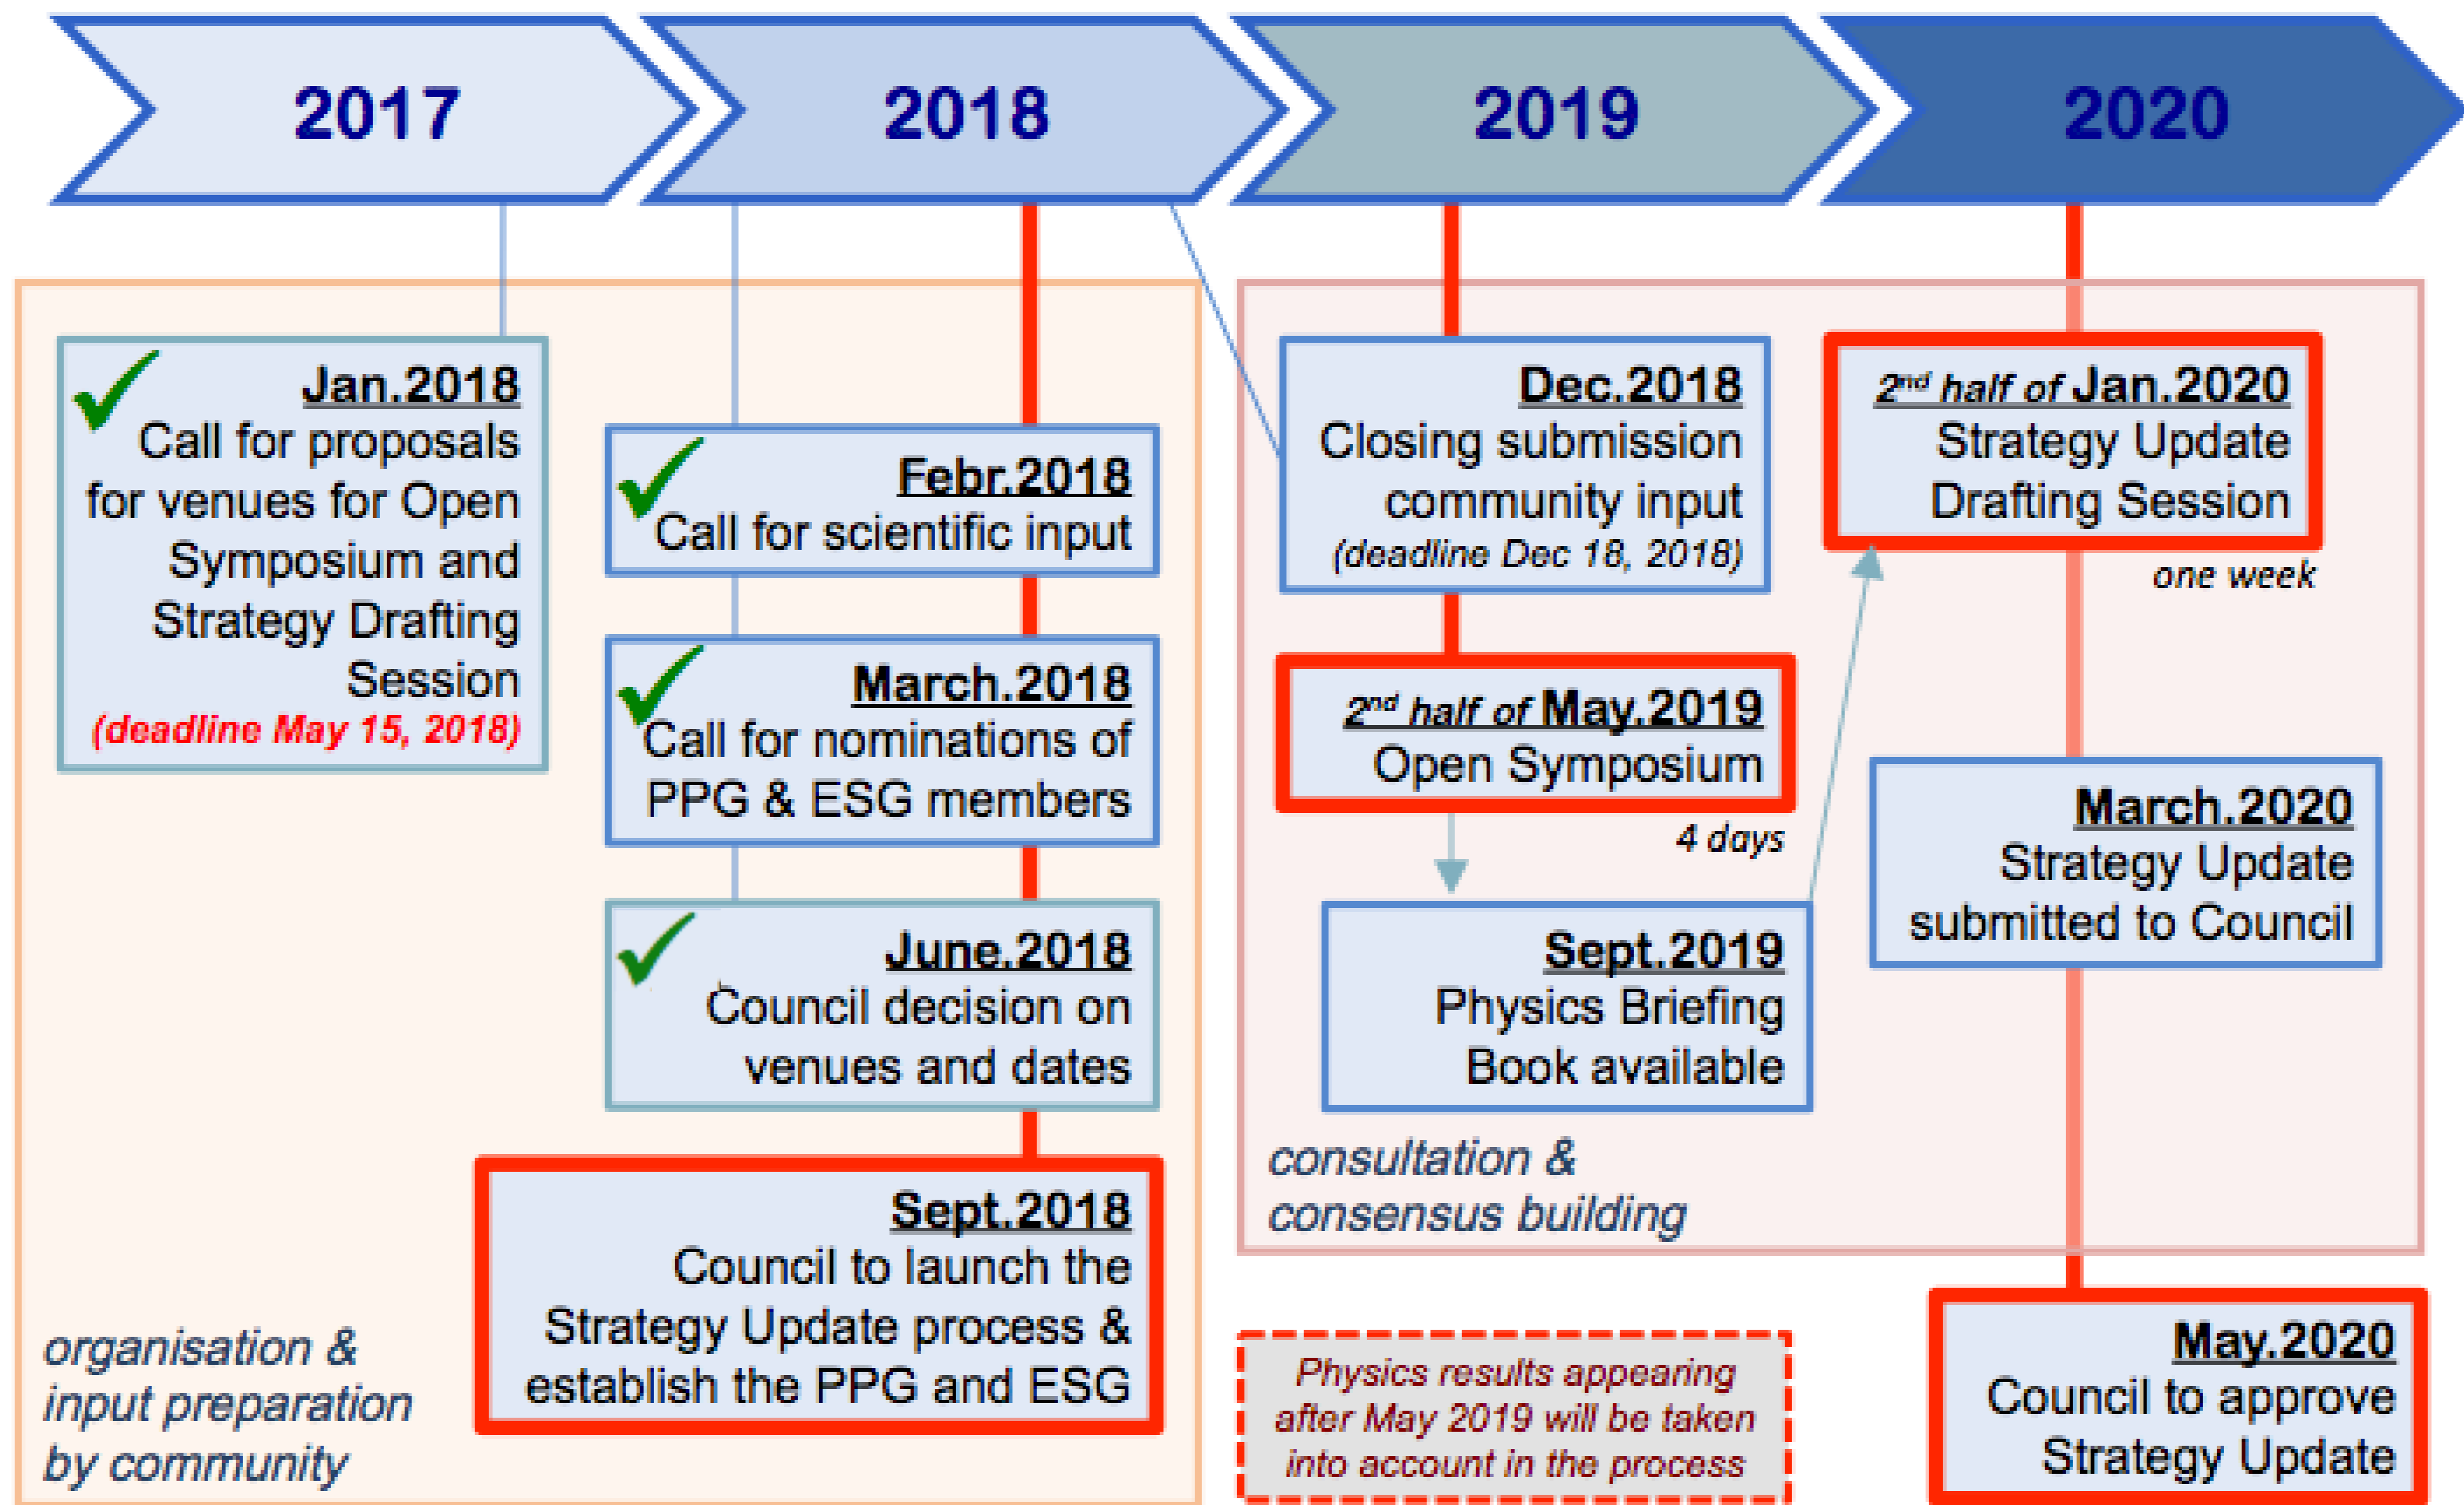 2017
2018
2019
2020
Jan.2018
Call for proposals
for venues for Open
Symposium and
Strategy Drafting
Session
(deadline May 15, 2018)
Febr.2018
Call for scientific input
March.2018
Call for nominations of
PPG & ESG members
June.2018
Council decision on
venues and dates
Sept.2018
Council to launch the
Strategy Update process &
establish the PPG and ESG
organisation &
input preparation
by community
Dec.2018
Closing submission
community input
(deadline Dec 18, 2018)
2nd half of May.2019
Open Symposium
4 days
Sept.2019
Physics Briefing
Book available
consultation &
consensus building
2nd half of Jan.2020
Strategy Update
Drafting Session
one week
March.2020
Strategy Update
submitted to Council
Physics results appearing
after May 2019 will be taken
into account in the process
May.2020
Council to approve
Strategy Update